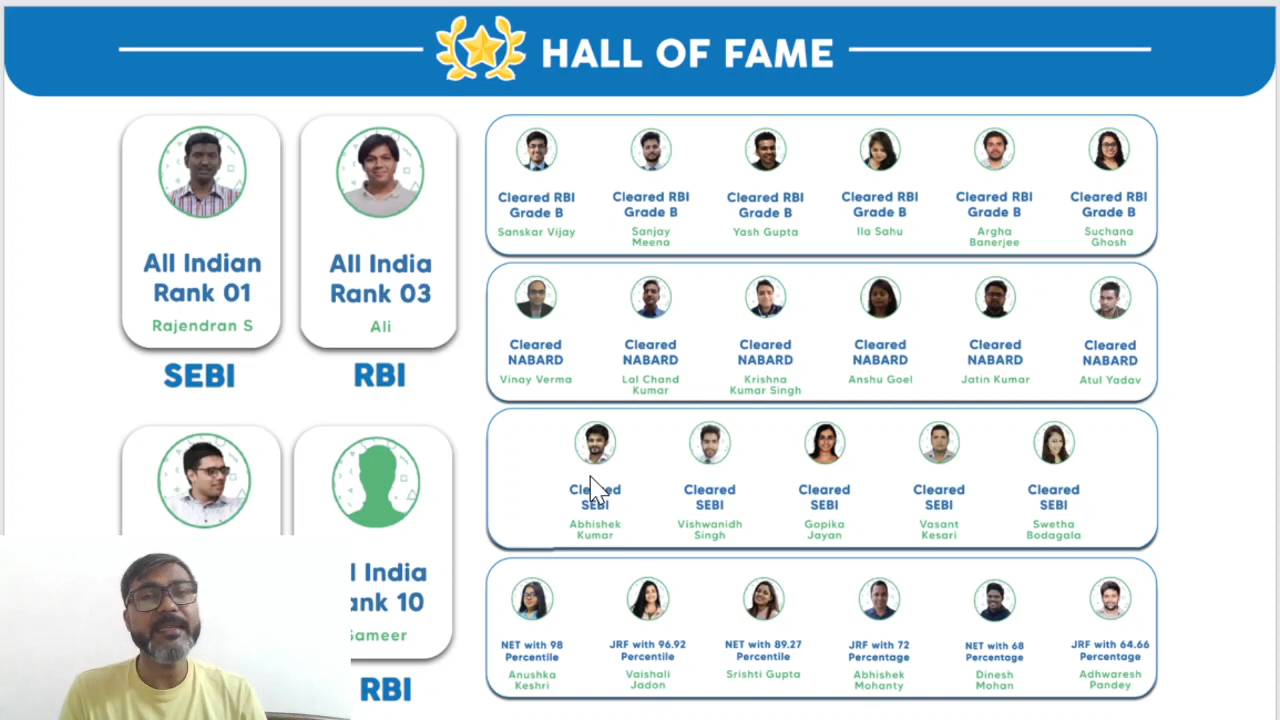 HALL OF FAME
All Indian
Rank 01
Rajendran S
SEBI
All India
Rank 03
Ali
RBI
l India
ank 10
Sameer
RBI
Cleared RBI
Grade B
Sanskar Vijay
Cleared RBI
Grade B
Sanjay
Meena
Cleared RBI
Grade B
Yash Gupta
Cleared RBI
Grade B
Ila Sahu
Cleared RBI
Grade B
Argha
Banerjee
Cleared RBI
Grade B
Suchana
Ghosh
Cleared
NABARD
Vinay Verma
Cleared
NABARD
Lal Chand
Kumar
Cleared
NABARD
Krishna
Kumar Singh
Cleared
NABARD
Anshu Goel
Cleared
NABARD
Jatin Kumar
Cleared
NABARD
Atul Yadav
Cleared
SEBI
Abhishek
Kumar
Cleared
SEBI
Vishwanidh
Singh
Cleared
SEBI
Gopika
Jayan
Cleared
SEBI
Vasant
Kesari
Cleared
SEBI
Swetha
Bodagala
NET with 98
Percentile
Anushka
Keshri
JRF with 96.92
Percentile
Vaishali
Jadon
NET with 89.27
Percentile
Srishti Gupta
JRF with 72
Percentage
Abhishek
Mohanty
NET with 68
Percentage
Dinesh
Mohan
JRF with 64.66
Percentage
Adhwaresh
Pandey